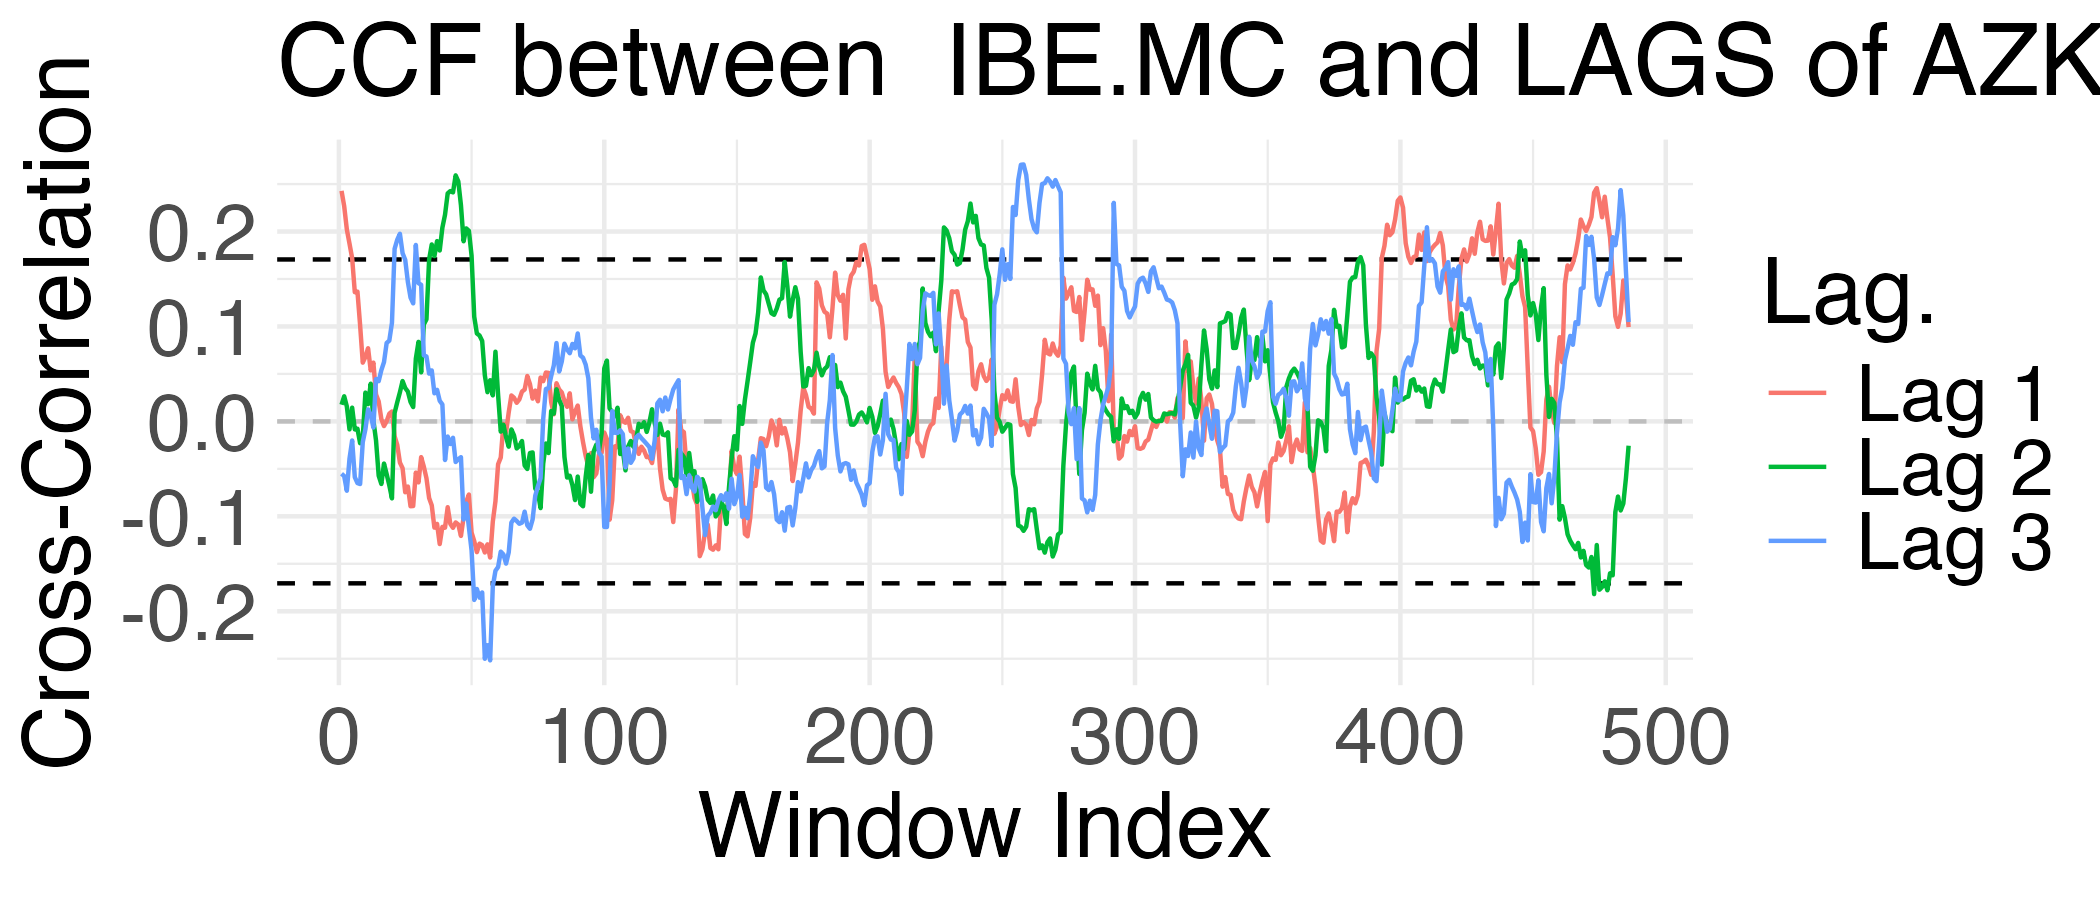 CCF between IBE.MC and LAGS of AZK
Cross-Correlation
0.2
0.1
0.0
-0.1
-0.2
0 100 200 300 400 500
Window Index
Lag.
Lag 1
Lag 2
Lag 3